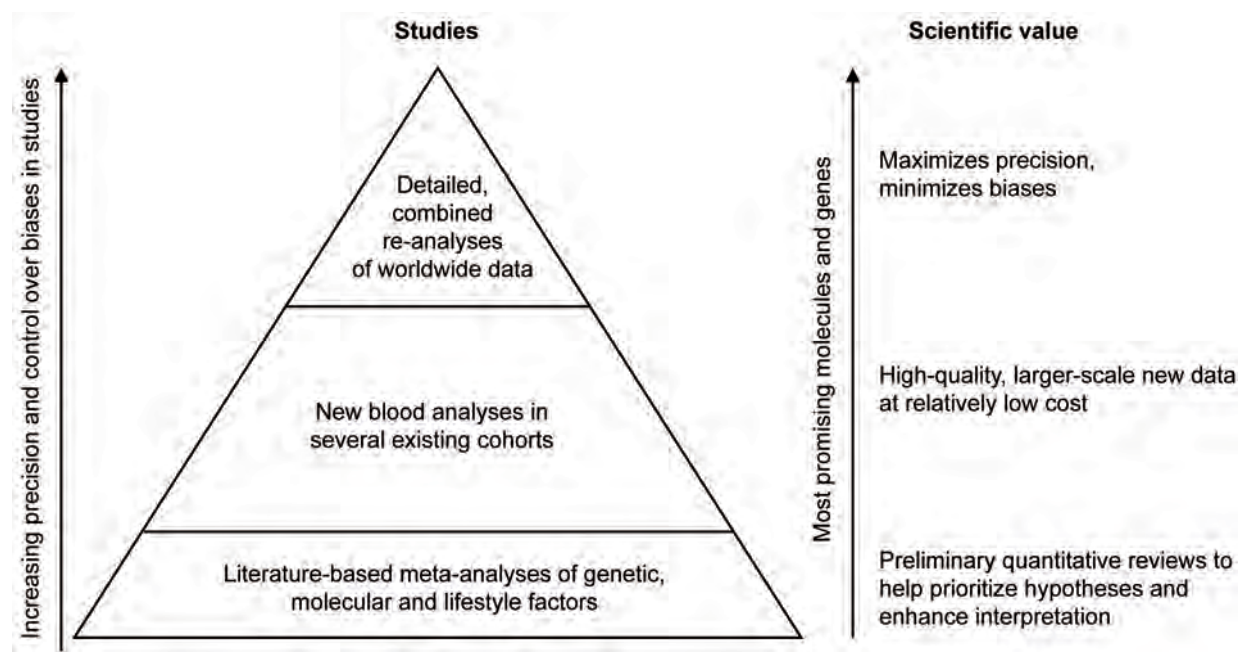 Studies
Scientific value
Increasing precision and control over biases in studies
Detailed,
combined
re-analyses
of worldwide data
New blood analyses in
several existing cohorts
Literature-based meta-analyses of genetic,
molecular and lifestyle factors
Most promising molecules and genes
Maximizes precision,
minimizes biases
High-quality, larger-scale new data
at relatively low cost
Preliminary quantitative reviews to
help prioritize hypotheses and
enhance interpretation